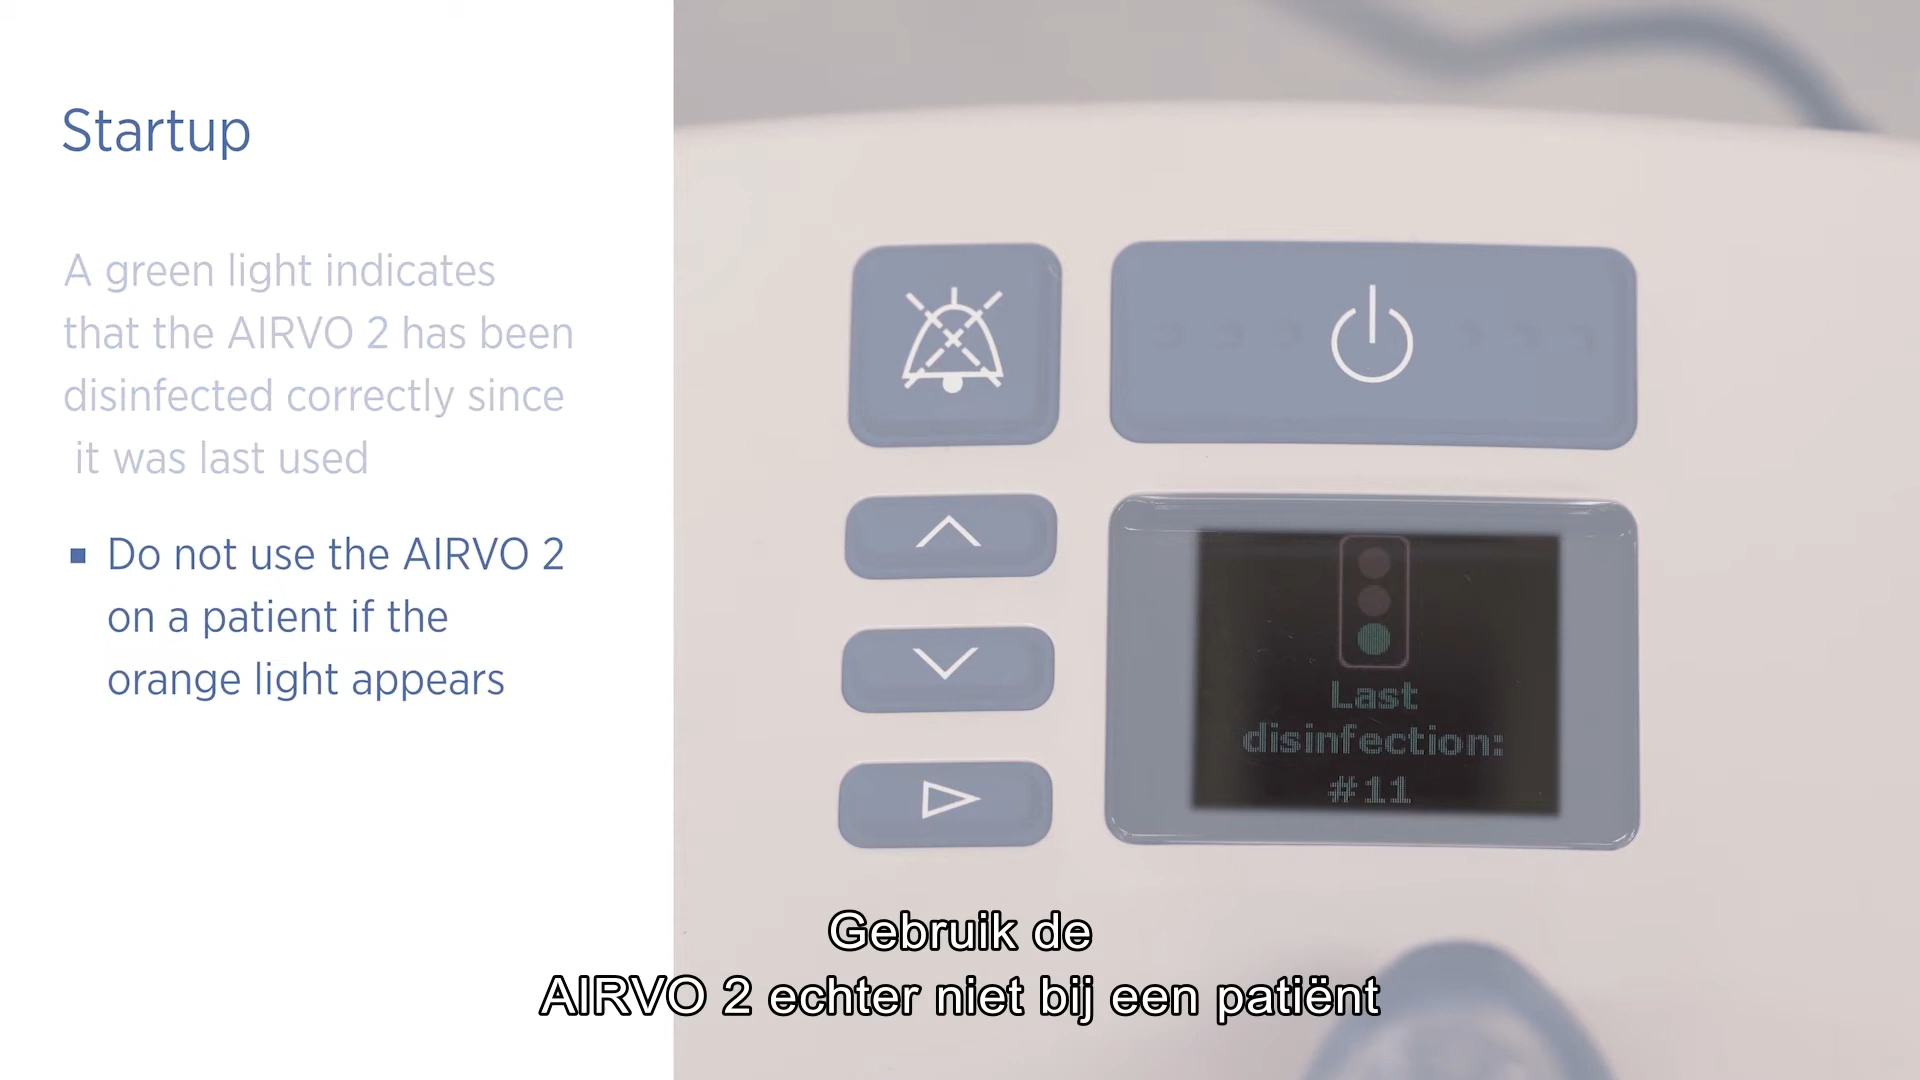 Startup
A green light indicates
that the AIRVO 2 has been
disinfected correctly since
it was last used
▪ Do not use the AIRVO 2
on a patient if the
orange light appears
Last
disinfection:
#11
Gebruik de
AIRVO 2 echter niet bij een patiënt